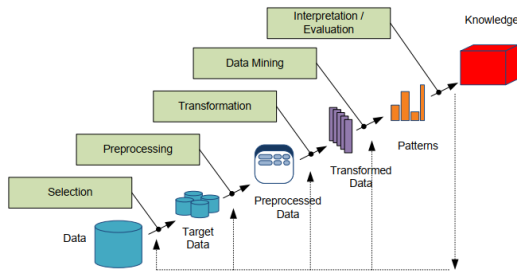 Interpretation /
Evaluation
Knowledge
Data Mining
Transformation
Patterns
Preprocessing
Transformed
Data
Selection
Preprocessed
Data
Target
Data
Data